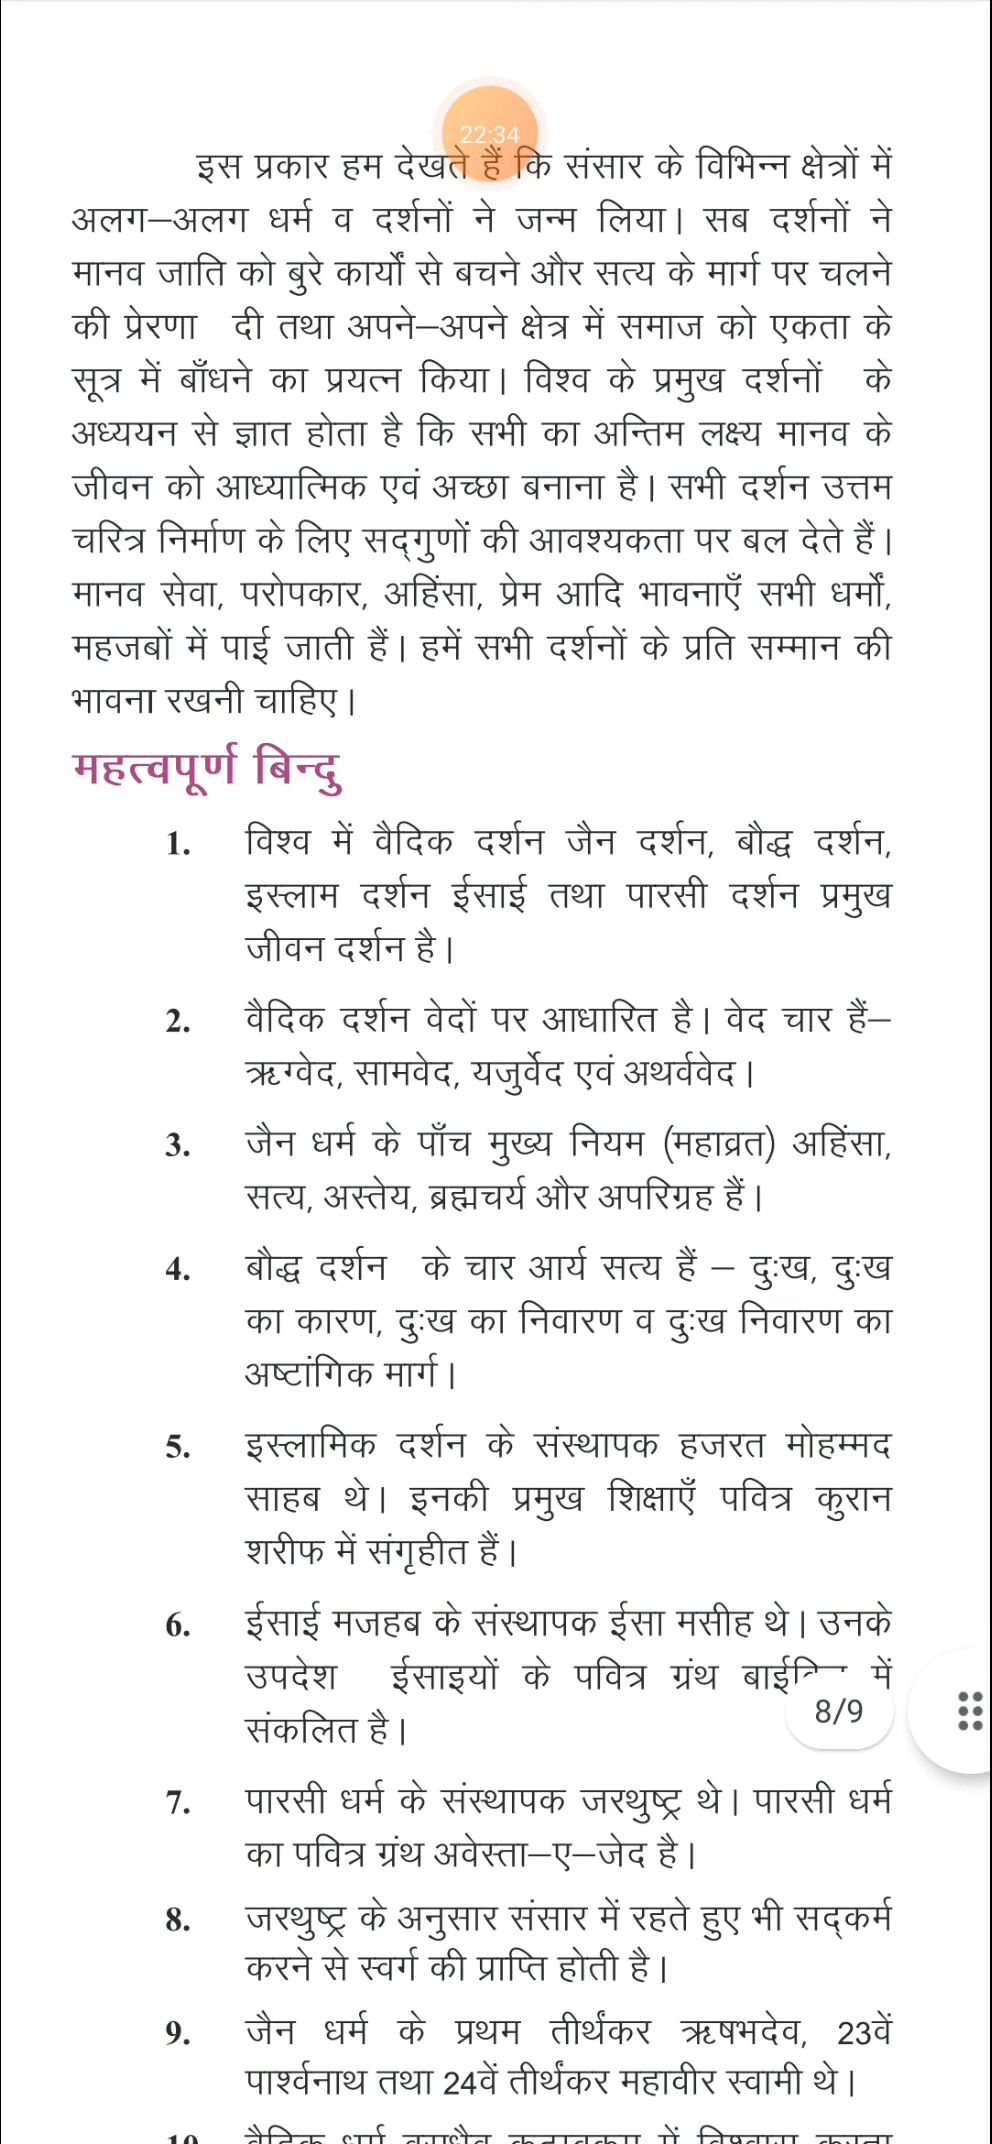 22:34
इस प्रकार हम देखते हैं कि संसार के विभिन्न क्षेत्रों में
अलग–अलग धर्म व दर्शनों ने जन्म लिया। सब दर्शनों ने
मानव जाति को बुरे कार्यों से बचने और सत्य के मार्ग पर चलने
की प्रेरणा दी तथा अपने–अपने क्षेत्र में समाज को एकता के
सूत्र में बाँधने का प्रयत्न किया। विश्व के प्रमुख दर्शनों के
अध्ययन से ज्ञात होता है कि सभी का अन्तिम लक्ष्य मानव के
जीवन को आध्यात्मिक एवं अच्छा बनाना है। सभी दर्शन उत्तम
चरित्र निर्माण के लिए सद्गुणों की आवश्यकता पर बल देते हैं।
मानव सेवा, परोपकार, अहिंसा, प्रेम आदि भावनाएँ सभी धर्मों,
महजबों में पाई जाती हैं। हमें सभी दर्शनों के प्रति सम्मान की
भावना रखनी चाहिए।
महत्वपूर्ण बिन्दु
1. विश्व में वैदिक दर्शन जैन दर्शन, बौद्ध दर्शन,
इस्लाम दर्शन ईसाई तथा पारसी दर्शन प्रमुख
जीवन दर्शन है।
2. वैदिक दर्शन वेदों पर आधारित है। वेद चार हैं–
ऋग्वेद, सामवेद, यजुर्वेद एवं अथर्ववेद।
3. जैन धर्म के पाँच मुख्य नियम (महाव्रत) अहिंसा,
सत्य, अस्तेय, ब्रह्मचर्य और अपरिग्रह हैं।
4. बौद्ध दर्शन के चार आर्य सत्य हैं – दुःख, दुःख
का कारण, दुःख का निवारण व दुःख निवारण का
अष्टांगिक मार्ग।
5. इस्लामिक दर्शन के संस्थापक हजरत मोहम्मद
साहब थे। इनकी प्रमुख शिक्षाएँ पवित्र कुरान
शरीफ में संगृहीत हैं।
6. ईसाई मजहब के संस्थापक ईसा मसीह थे। उनके
उपदेश ईसाइयों के पवित्र ग्रंथ में
8/9
संकलित है।
7. पारसी धर्म के संस्थापक जरथुष्ट्र थे। पारसी धर्म
का पवित्र ग्रंथ अवेस्ता–ए–जेद है।
8. जरथुष्ट्र के अनुसार संसार में रहते हुए भी सद्कर्म
करने से स्वर्ग की प्राप्ति होती है।
9. जैन धर्म के प्रथम तीर्थंकर ऋषभदेव, 23वें
पार्श्वनाथ तथा 24वें तीर्थंकर महावीर स्वामी थे।